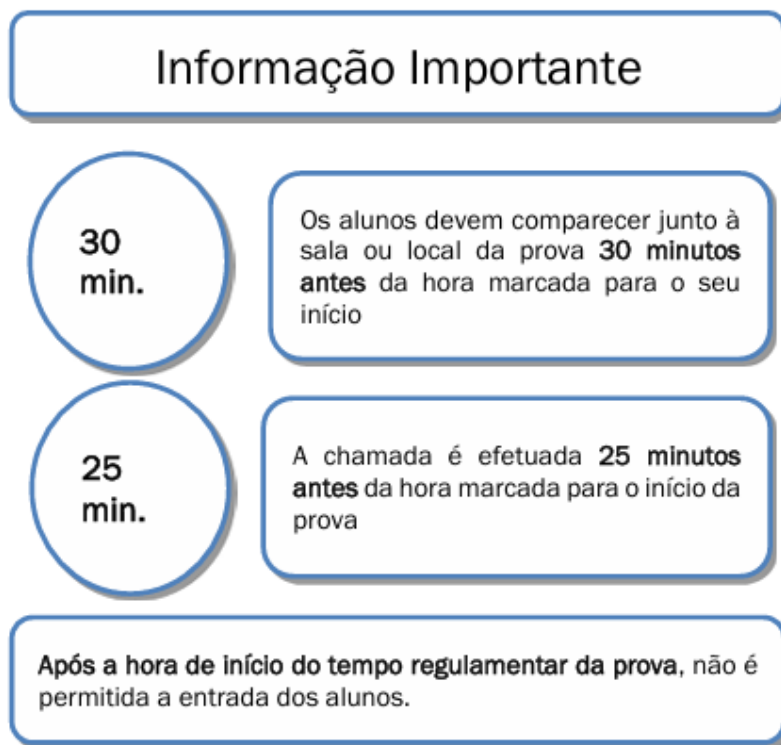 Informação Importante
30
min.
Os alunos devem comparecer junto à
sala ou local da prova 30 minutos
antes da hora marcada para o seu
início
25
min.
A chamada é efetuada 25 minutos
antes da hora marcada para o início da
prova
Após a hora de início do tempo regulamentar da prova, não é
permitida a entrada dos alunos.